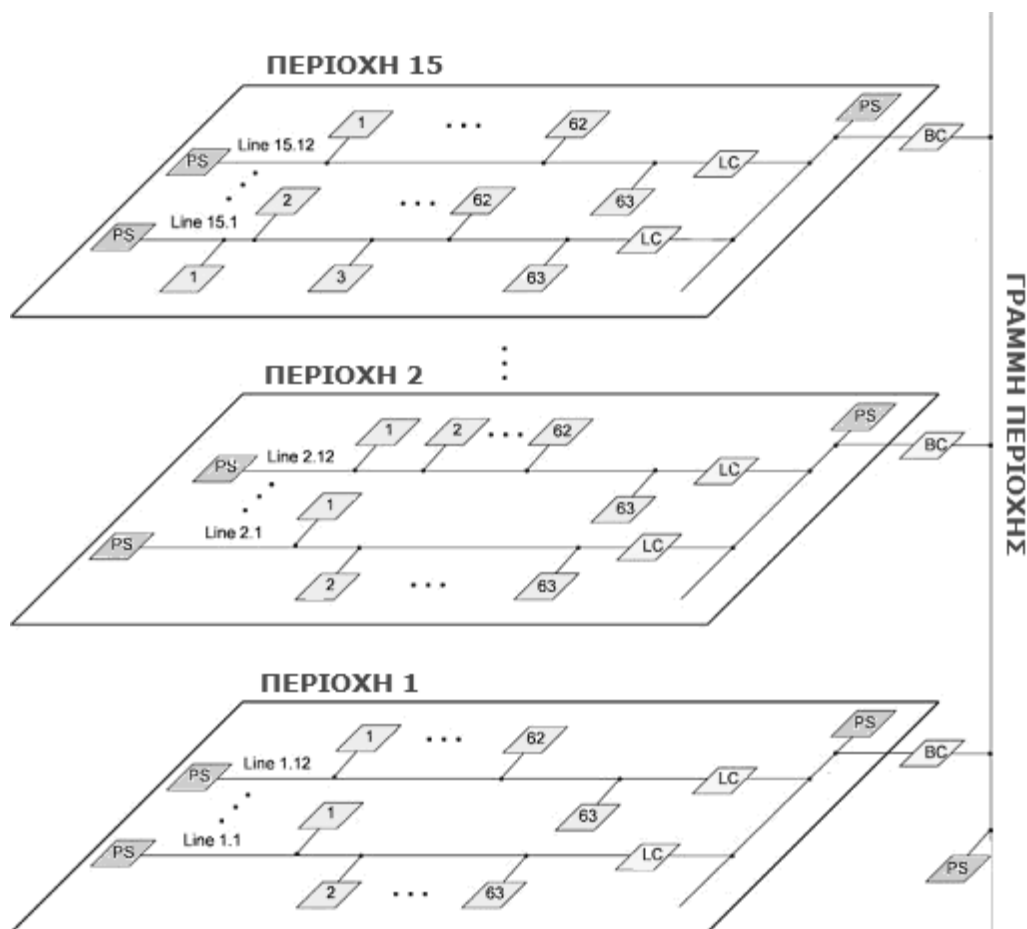 ΠΕΡΙΟΧΗ 15
PS
1 • • • 62
BC
PS Line 15.12
LC
2 • • • 62
63
PS Line 15.1
LC
1 3 63
ΠΕΡΙΟΧΗ 2
PS
1 2 • • • 62
BC
PS Line 2.12
LC
1
63
PS Line 2.1
LC
2 • • • 63
ΠΕΡΙΟΧΗ 1
PS
1 • • • 62
BC
PS Line 1.12
LC
1
63
PS Line 1.1
LC
PS
2 • • • 63
ΓΡΑΜΜΗ ΠΕΡΙΟΧΗΣ